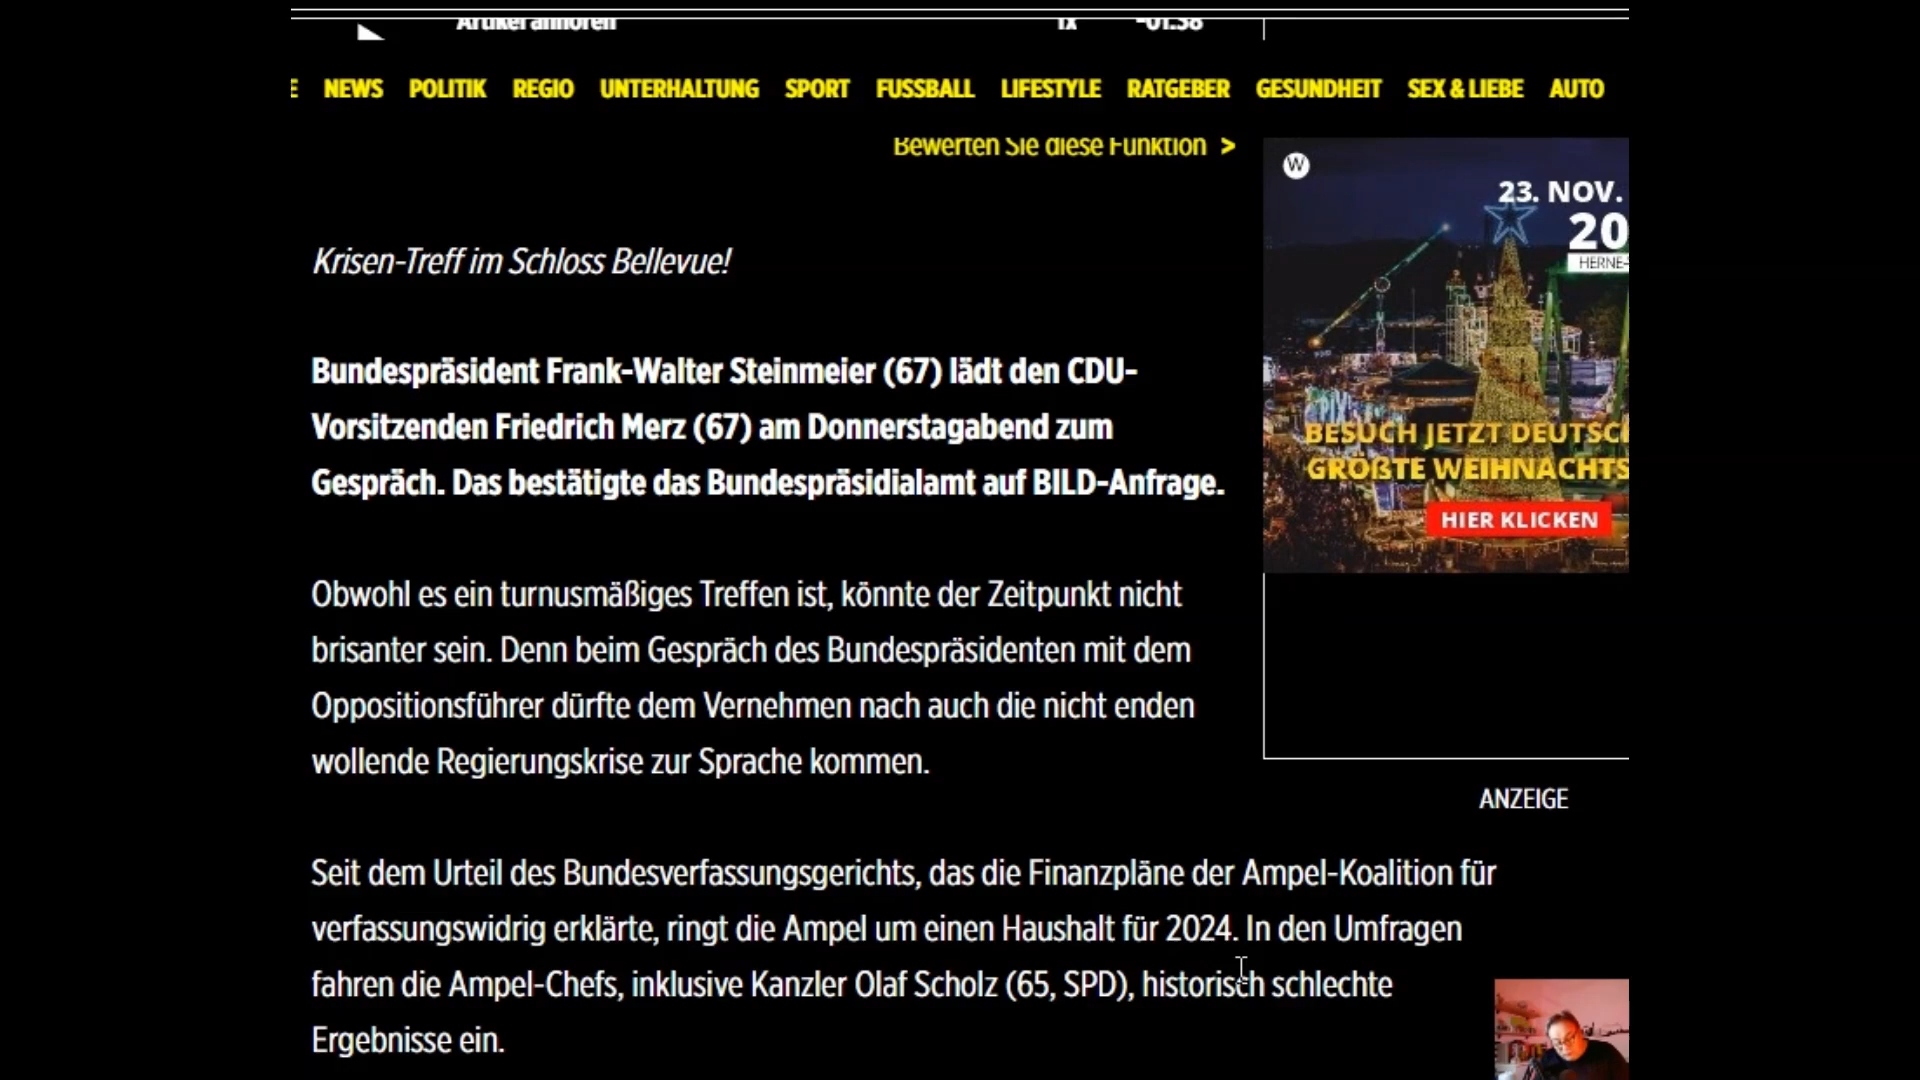 Artikel anhören
1x
-01:38
E NEWS POLITIK REGIO UNTERHALTUNG SPORT FUSSBALL LIFESTYLE RATGEBER GESUNDHEIT SEX & LIEBE AUTO
Bewerten Sie diese Funktion >
Krisen-Treff im Schloss Bellevue!
Bundespräsident Frank-Walter Steinmeier (67) lädt den CDU-
Vorsitzenden Friedrich Merz (67) am Donnerstagabend zum
Gespräch. Das bestätigte das Bundespräsidialamt auf BILD-Anfrage.
Obwohl es ein turnusmäßiges Treffen ist, könnte der Zeitpunkt nicht
brisanter sein. Denn beim Gespräch des Bundespräsidenten mit dem
Oppositionsführer dürfte dem Vernehmen nach auch die nicht enden
wollende Regierungskrise zur Sprache kommen.
W
23. NOV.
20
HERNE-
BESUCH JETZT DEUTSC
GRÖßTE WEIHNACHTS
HIER KLICKEN
ANZEIGE
Seit dem Urteil des Bundesverfassungsgerichts, das die Finanzpläne der Ampel-Koalition für
verfassungswidrig erklärte, ringt die Ampel um einen Haushalt für 2024. In den Umfragen
fahren die Ampel-Chefs, inklusive Kanzler Olaf Scholz (65, SPD), historisch schlechte
Ergebnisse ein.